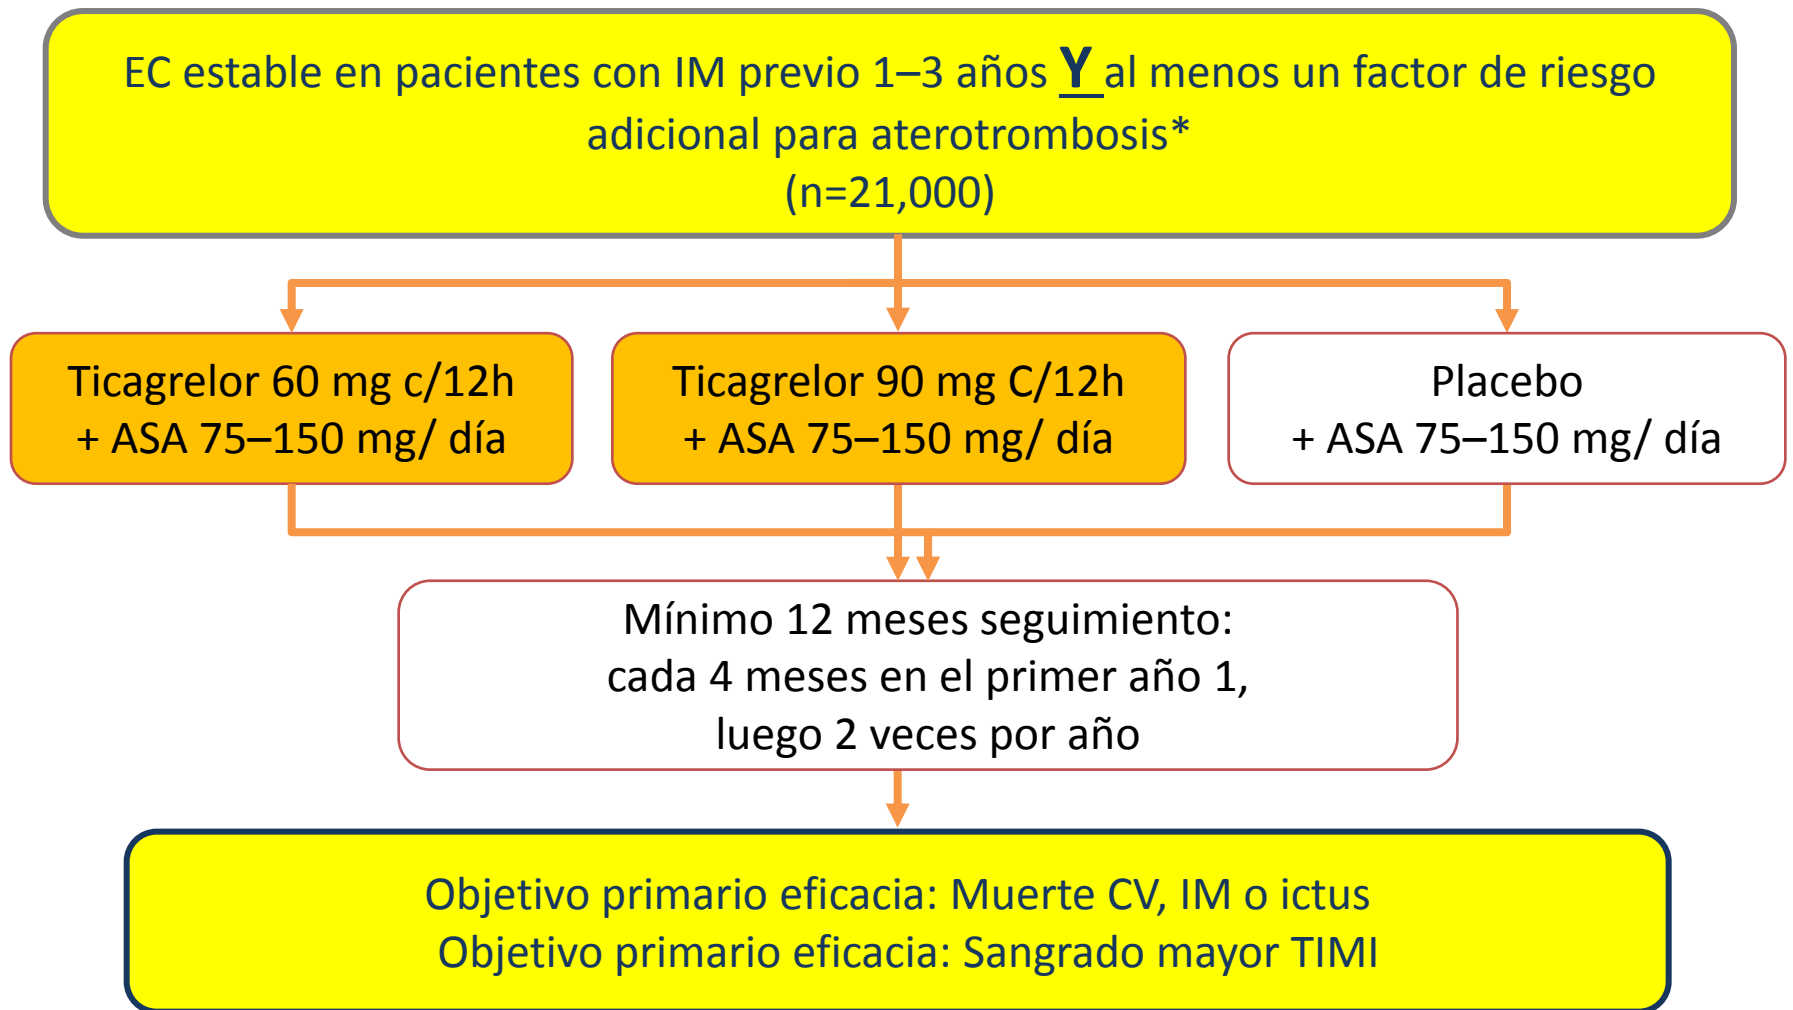 EC estable en pacientes con IM previo 1–3 años Y al menos un factor de riesgo
adicional para aterotrombosis*
(n=21,000)
Ticagrelor 60 mg c/12h
+ ASA 75–150 mg/ día
Ticagrelor 90 mg C/12h
+ ASA 75–150 mg/ día
Placebo
+ ASA 75–150 mg/ día
Mínimo 12 meses seguimiento:
cada 4 meses en el primer año 1,
luego 2 veces por año
Objetivo primario eficacia: Muerte CV, IM o ictus
Objetivo primario eficacia: Sangrado mayor TIMI